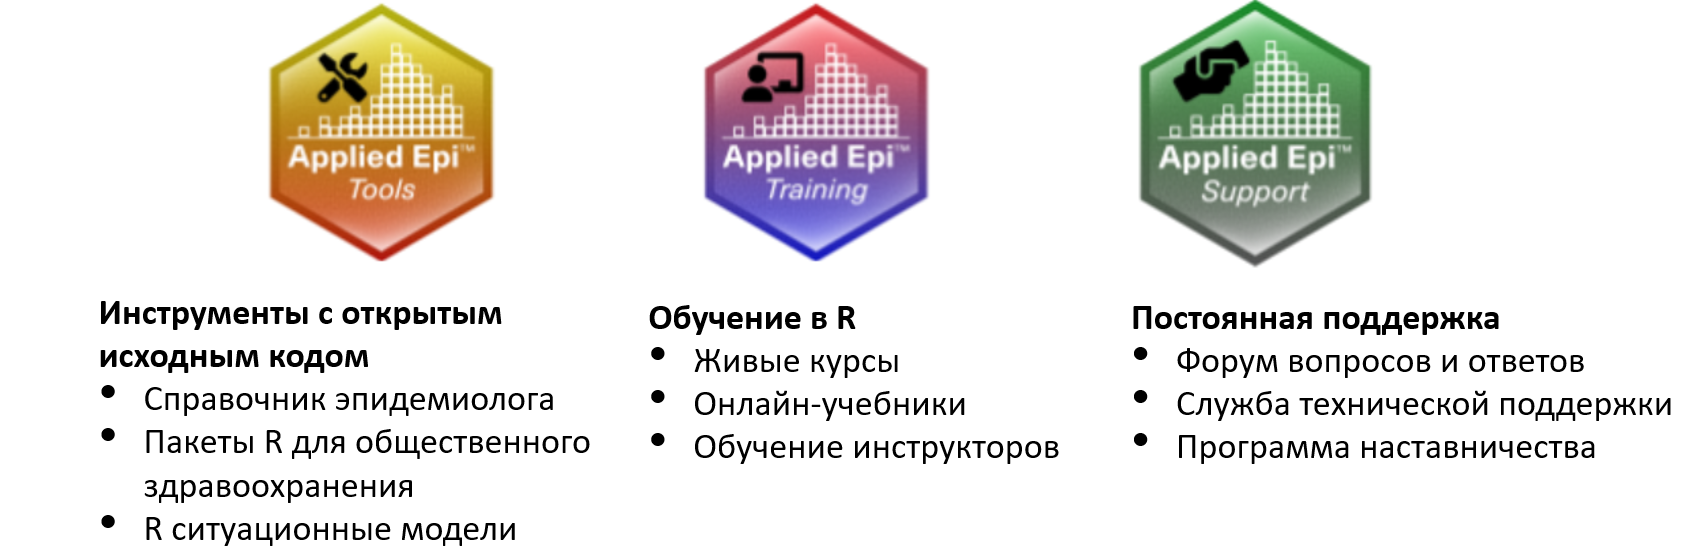 Applied Epi™
Tools
Applied Epi™
Training
Applied Epi™
Support
Инструменты с открытым
исходным кодом
• Справочник эпидемиолога
• Пакеты R для общественного
здравоохранения
• R ситуационные модели
Обучение в R
• Живые курсы
• Онлайн-учебники
• Обучение инструкторов
Постоянная поддержка
• Форум вопросов и ответов
• Служба технической поддержки
• Программа наставничества